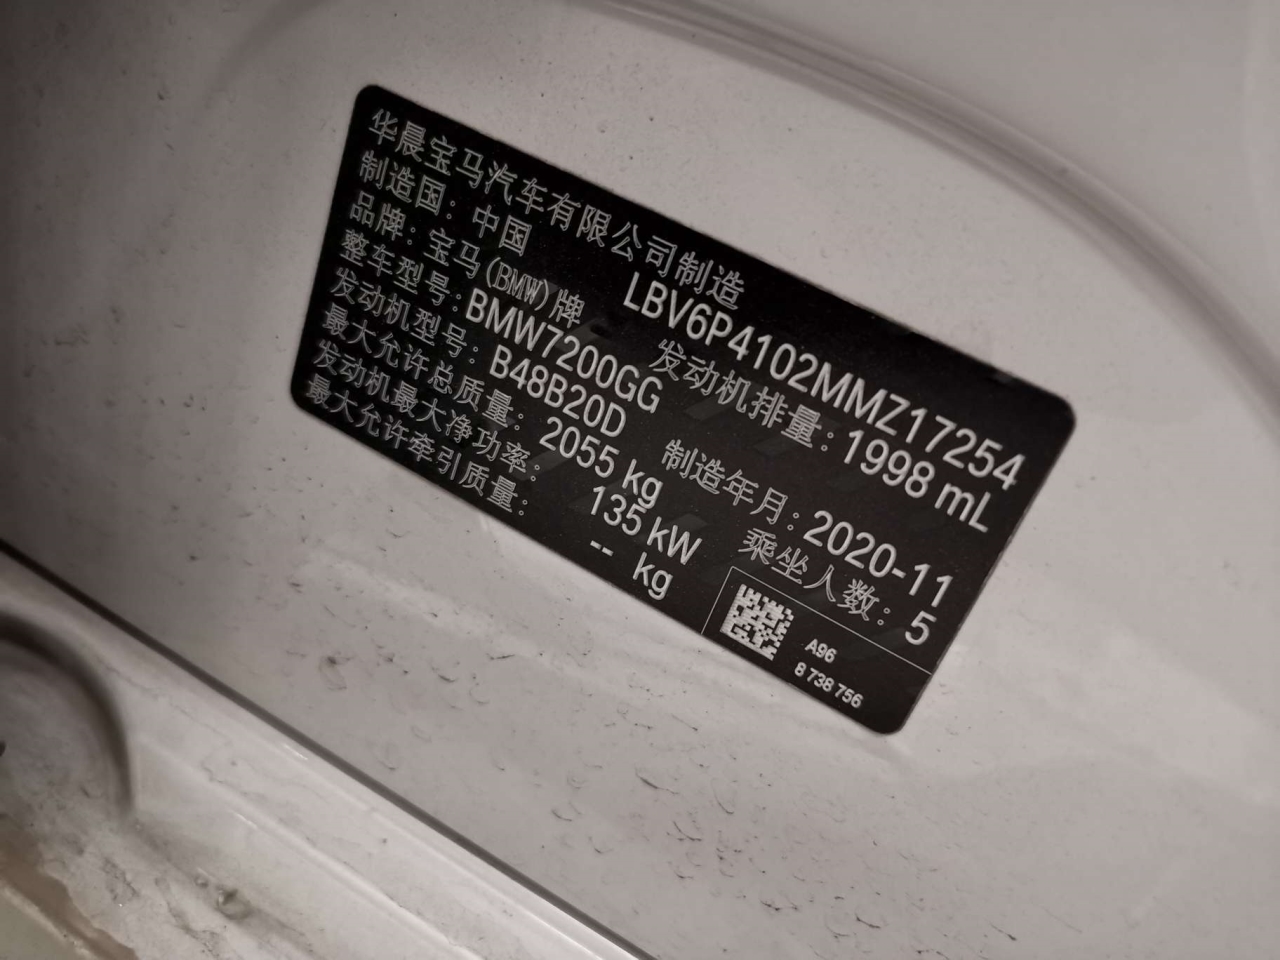 华晨宝马汽车有限公司制造
制造国：中国 LBV6P4102MMZ17254
品牌：宝马(BMW)牌 发动机排量：1998 mL
整车型号：BMW7200GG
发动机型号：B48B20D 制造年月：2020-11
最大允许总质量：2055 kg 乘坐人数：5
发动机最大净功率：135 kW
最大允许牵引质量：-- kg
A96
8 738 756